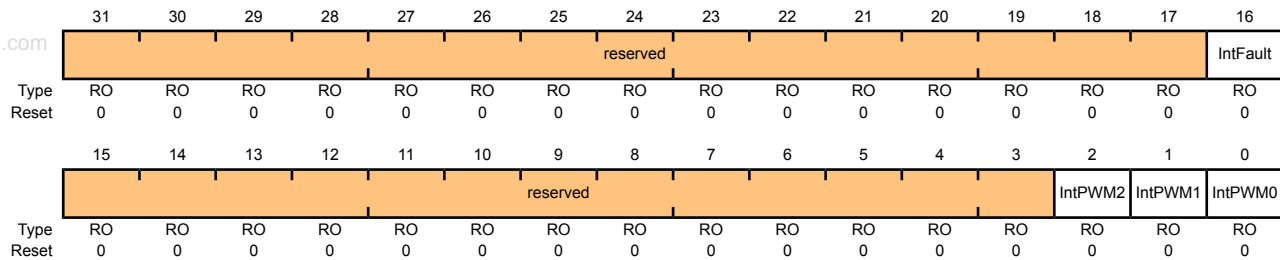 31 30 29 28 27 26 25 24 23 22 21 20 19 18 17 16
.com
reserved IntFault
Type RO RO RO RO RO RO RO RO RO RO RO RO RO RO RO RO
Reset 0 0 0 0 0 0 0 0 0 0 0 0 0 0 0 0
15 14 13 12 11 10 9 8 7 6 5 4 3 2 1 0
reserved IntPWM2 IntPWM1 IntPWM0
Type RO RO RO RO RO RO RO RO RO RO RO RO RO RO RO RO
Reset 0 0 0 0 0 0 0 0 0 0 0 0 0 0 0 0